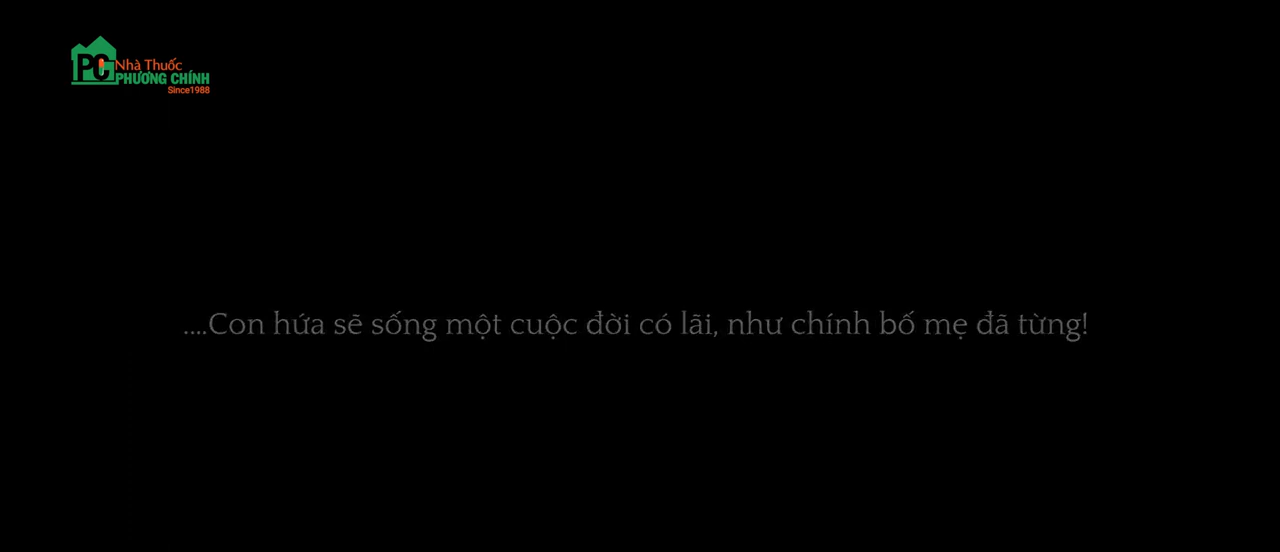 PC Nhà Thuốc
PHƯƠNG CHÍNH
Since1988
....Con hứa sẽ sống một cuộc đời có lãi, như chính bố mẹ đã từng!